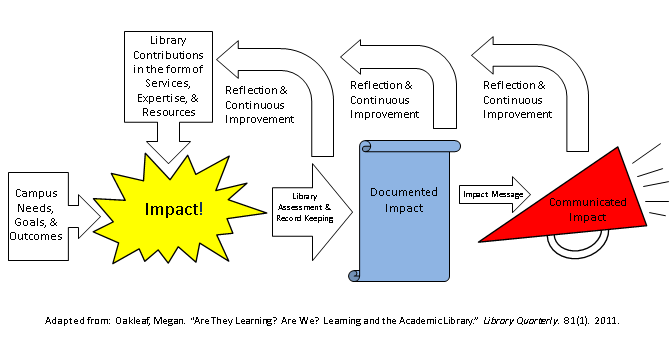 Library
Contributions
in the form of
Services,
Expertise, &
Resources
Reflection &
Continuous
Improvement
Reflection &
Continuous
Improvement
Reflection &
Continuous
Improvement
Campus
Needs,
Goals, &
Outcomes
Impact!
Library
Assessment &
Record Keeping
Documented
Impact
Impact Message
Communicated
Impact
Adapted from: Oakleaf, Megan. "Are They Learning? Are We? Learning and the Academic Library." Library Quarterly. 81(1). 2011.